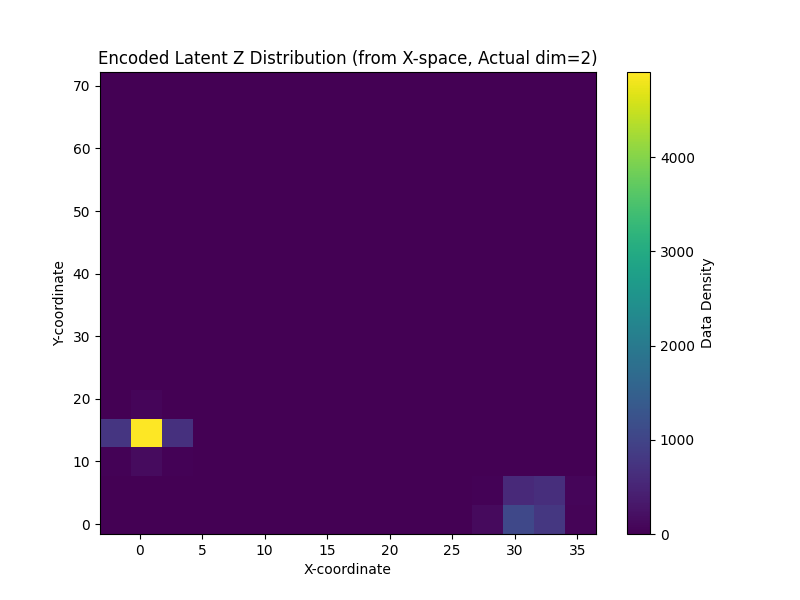 Encoded Latent Z Distribution (from X-space, Actual dim=2)
70
60
50
40
30
20
10
0
Y-coordinate
0 5 10 15 20 25 30 35
X-coordinate
4000
3000
2000
1000
0
Data Density